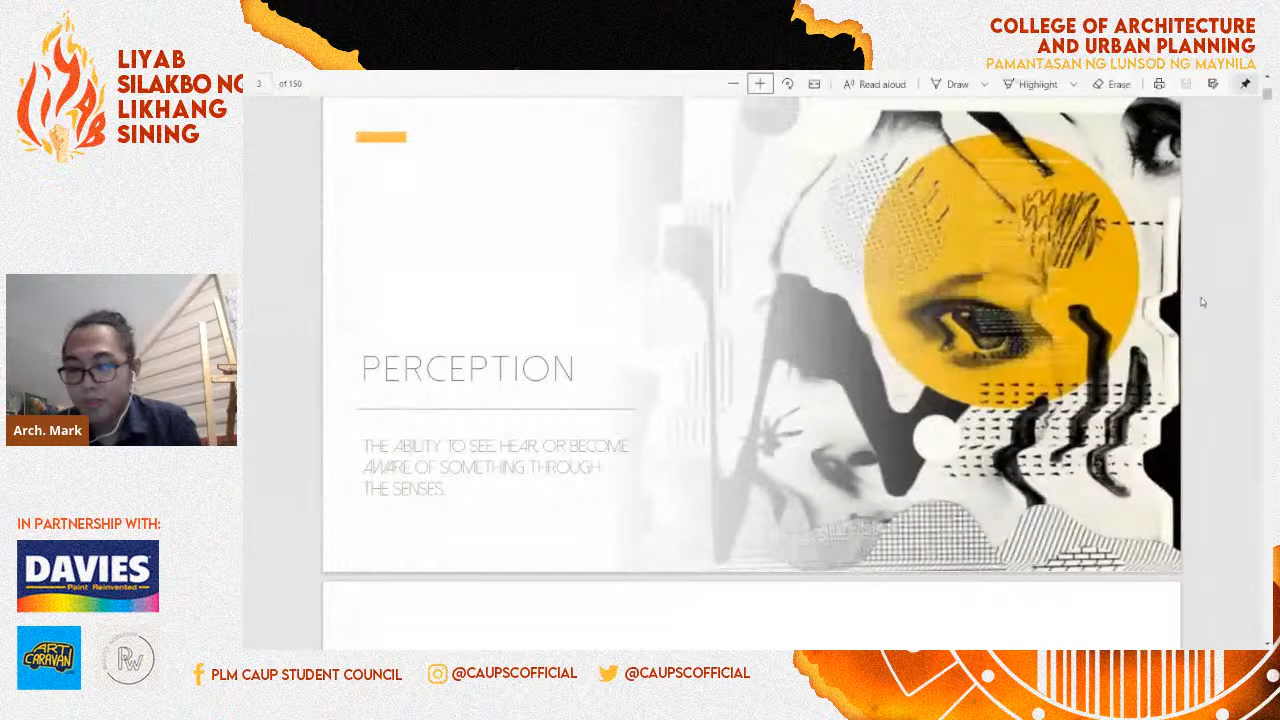 LIYAB
SILAKBO NG
LIKHANG
SINING
COLLEGE OF ARCHITECTURE
AND URBAN PLANNING
PAMANTASAN NG LUNSOD NG MAYNILA
3 of 150
Read aloud
Draw
Highlight
Erase
PERCEPTION
THE ABILITY TO SEE, HEAR, OR BECOME
AWARE OF SOMETHING THROUGH
THE SENSES.
Arch. Mark
IN PARTNERSHIP WITH:
DAVIES
Paint Reinvented
ART
CARAVAN
PW
PLM CAUP STUDENT COUNCIL
@CAUPSCOFFICIAL
@CAUPSCOFFICIAL